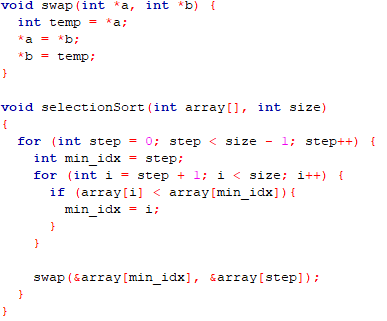 void swap(int *a, int *b) {
  int temp = *a;
  *a = *b;
  *b = temp;
}

void selectionSort(int array[], int size)
{
  for (int step = 0; step < size - 1; step++) {
    int min_idx = step;
    for (int i = step + 1; i < size; i++) {
      if (array[i] < array[min_idx]){
        min_idx = i;
      }
    }

    swap(&array[min_idx], &array[step]);
  }
}